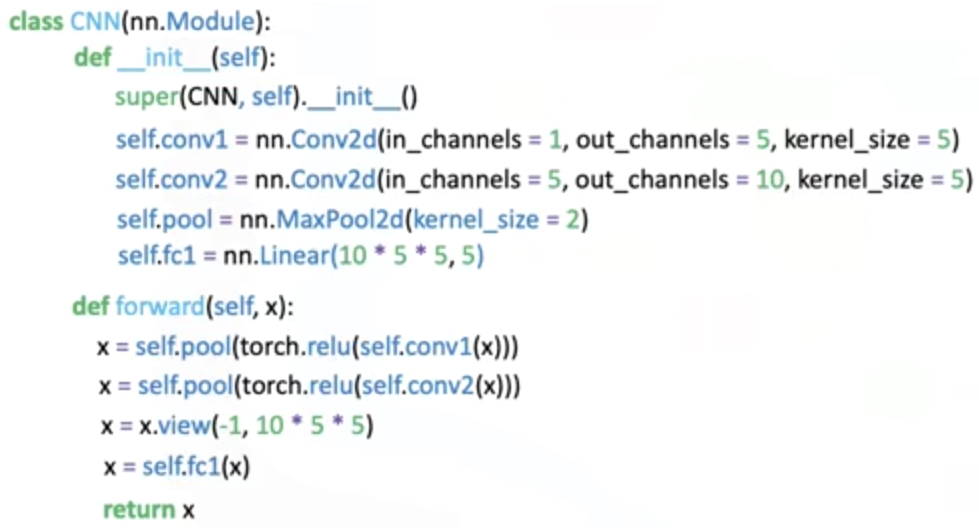 class CNN(nn.Module):
def __init__(self):
super(CNN, self).__init__()
self.conv1 = nn.Conv2d(in_channels = 1, out_channels = 5, kernel_size = 5)
self.conv2 = nn.Conv2d(in_channels = 5, out_channels = 10, kernel_size = 5)
self.pool = nn.MaxPool2d(kernel_size = 2)
self.fc1 = nn.Linear(10 * 5 * 5, 5)
def forward(self, x):
x = self.pool(torch.relu(self.conv1(x)))
x = self.pool(torch.relu(self.conv2(x)))
x = x.view(-1, 10 * 5 * 5)
x = self.fc1(x)
return x